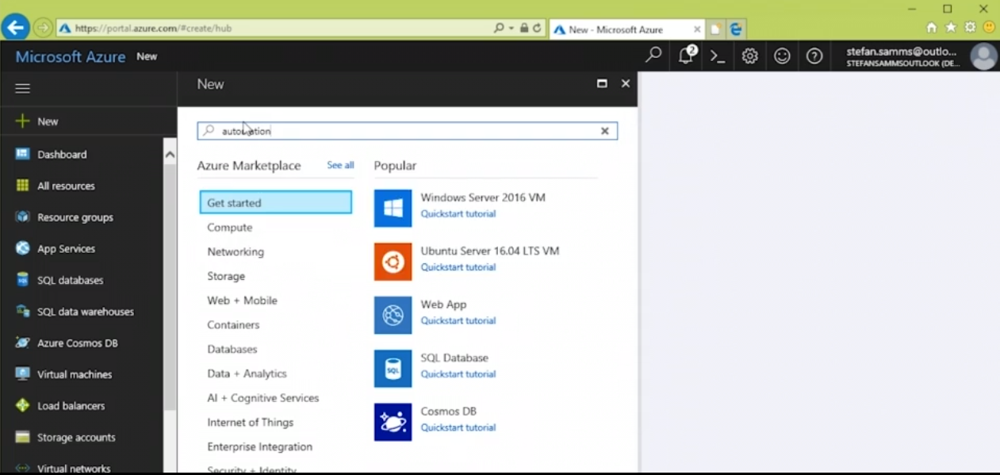 https://portal.azure.com/#create/hub
New - Microsoft Azure
Microsoft Azure New
2
stefan.samms@outlo...
STEFANSAMMSOUTLOOK (DE...
New
New
automation
Dashboard
All resources
Resource groups
App Services
SQL databases
SQL data warehouses
Azure Cosmos DB
Virtual machines
Load balancers
Storage accounts
Virtual networks
Azure Marketplace See all
Get started
Compute
Networking
Storage
Web + Mobile
Containers
Databases
Data + Analytics
AI + Cognitive Services
Internet of Things
Enterprise Integration
Security + Identity
Popular
Windows Server 2016 VM
Quickstart tutorial
Ubuntu Server 16.04 LTS VM
Quickstart tutorial
Web App
Quickstart tutorial
SQL
SQL Database
Quickstart tutorial
Cosmos DB
Quickstart tutorial